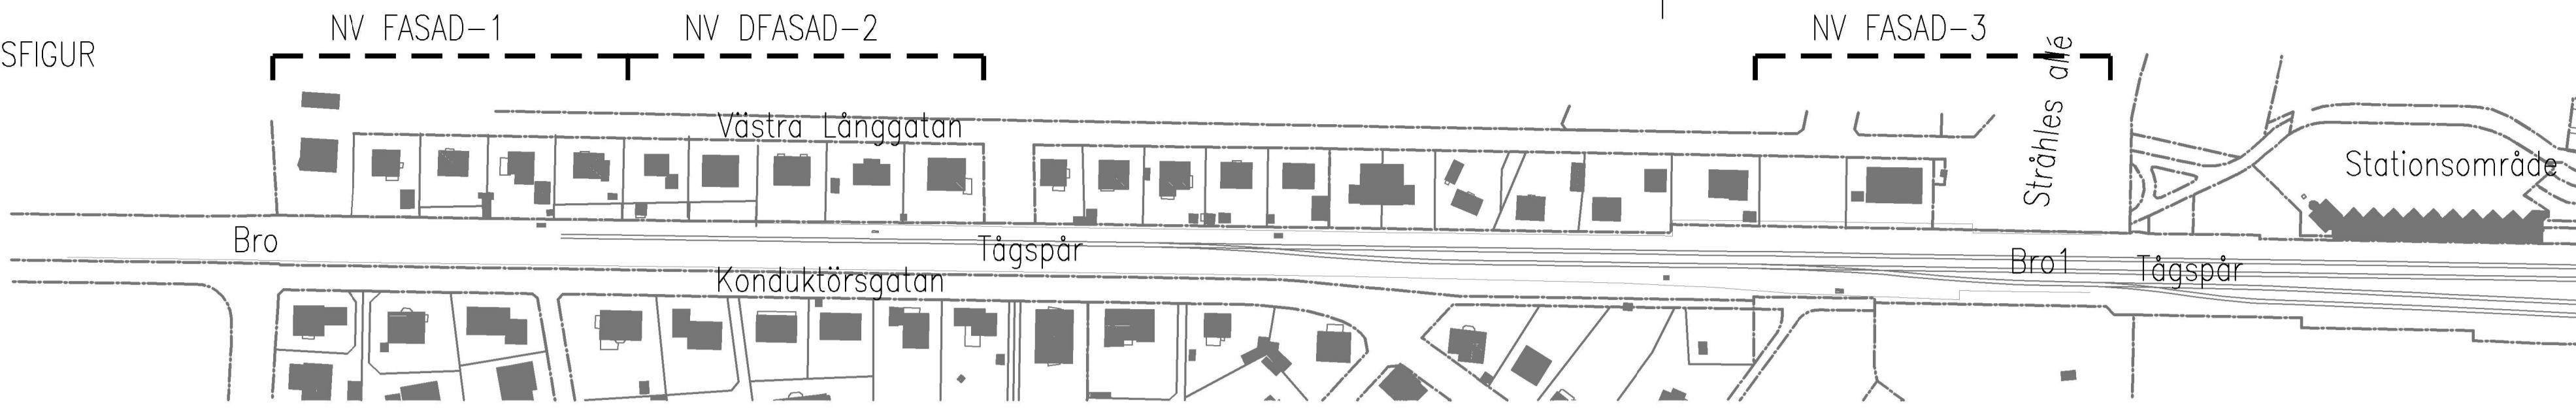 NV FASAD-1
NV DFASAD-2
NV FASAD-3
SFIGUR
Stråhles allé
Västra Långgatan
Stationsområde
Bro
Tågspår
Bro1
Tågspår
Konduktörsgatan